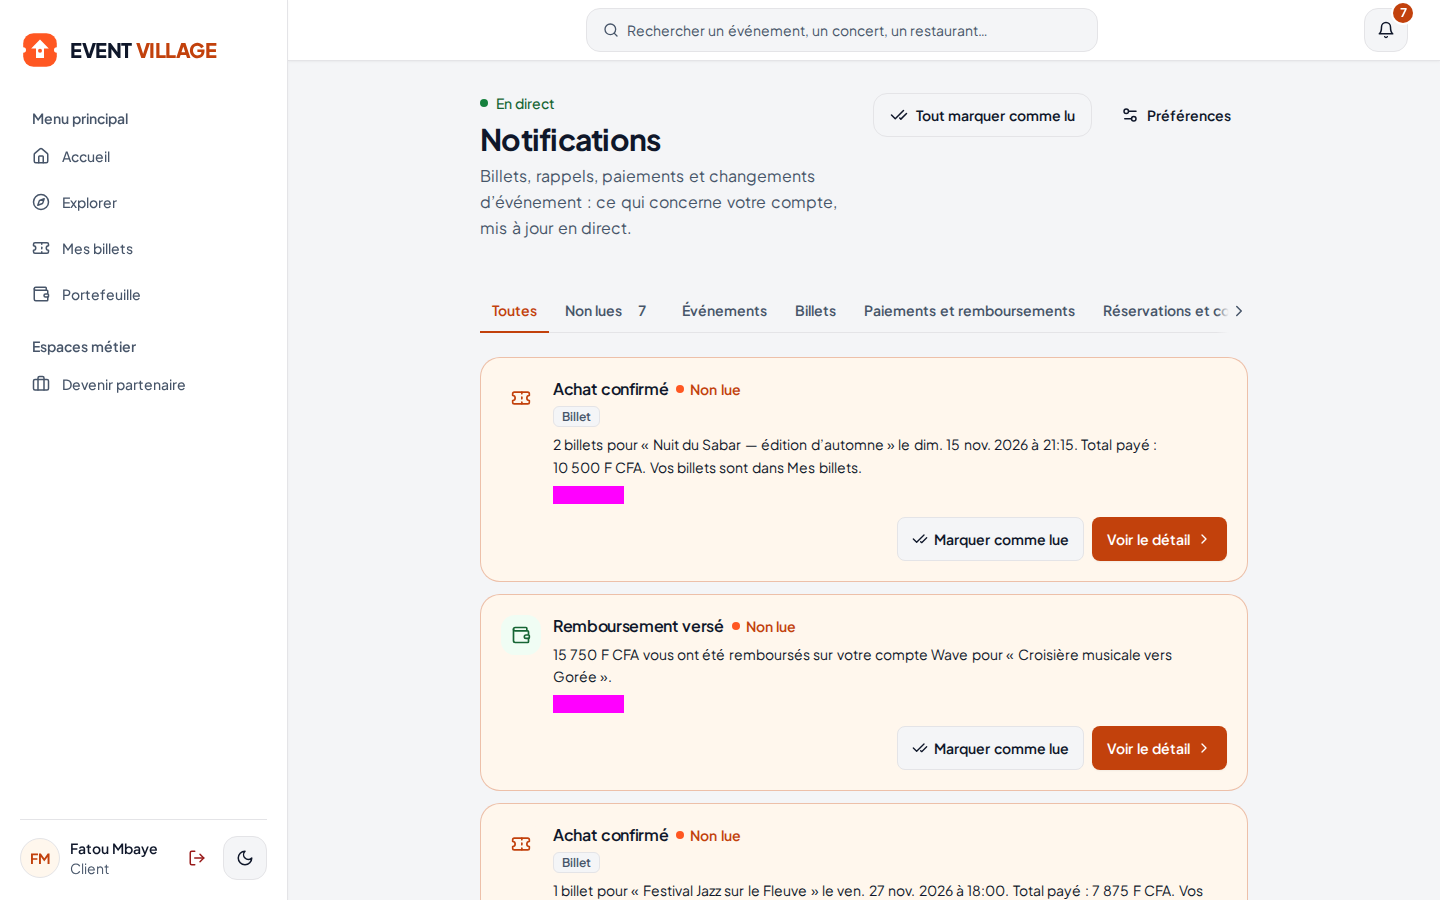 EVENT VILLAGE
Rechercher un événement, un concert, un restaurant…
7
Menu principal
Accueil
Explorer
Mes billets
Portefeuille
Espaces métier
Devenir partenaire
FM
Fatou Mbaye
Client
En direct
Notifications
Billets, rappels, paiements et changements
d’événement : ce qui concerne votre compte,
mis à jour en direct.
Tout marquer comme lu
Préférences
Toutes
Non lues 7
Événements
Billets
Paiements et remboursements
Réservations et
Achat confirmé Non lue
Billet
2 billets pour « Nuit du Sabar — édition d’automne » le dim. 15 nov. 2026 à 21:15. Total payé :
10 500 F CFA. Vos billets sont dans Mes billets.
Marquer comme lue
Voir le détail
Remboursement versé Non lue
15 750 F CFA vous ont été remboursés sur votre compte Wave pour « Croisière musicale vers
Gorée ».
Marquer comme lue
Voir le détail
Achat confirmé Non lue
Billet
1 billet pour « Festival Jazz sur le Fleuve » le ven. 27 nov. 2026 à 18:00. Total payé : 7 875 F CFA. Vos